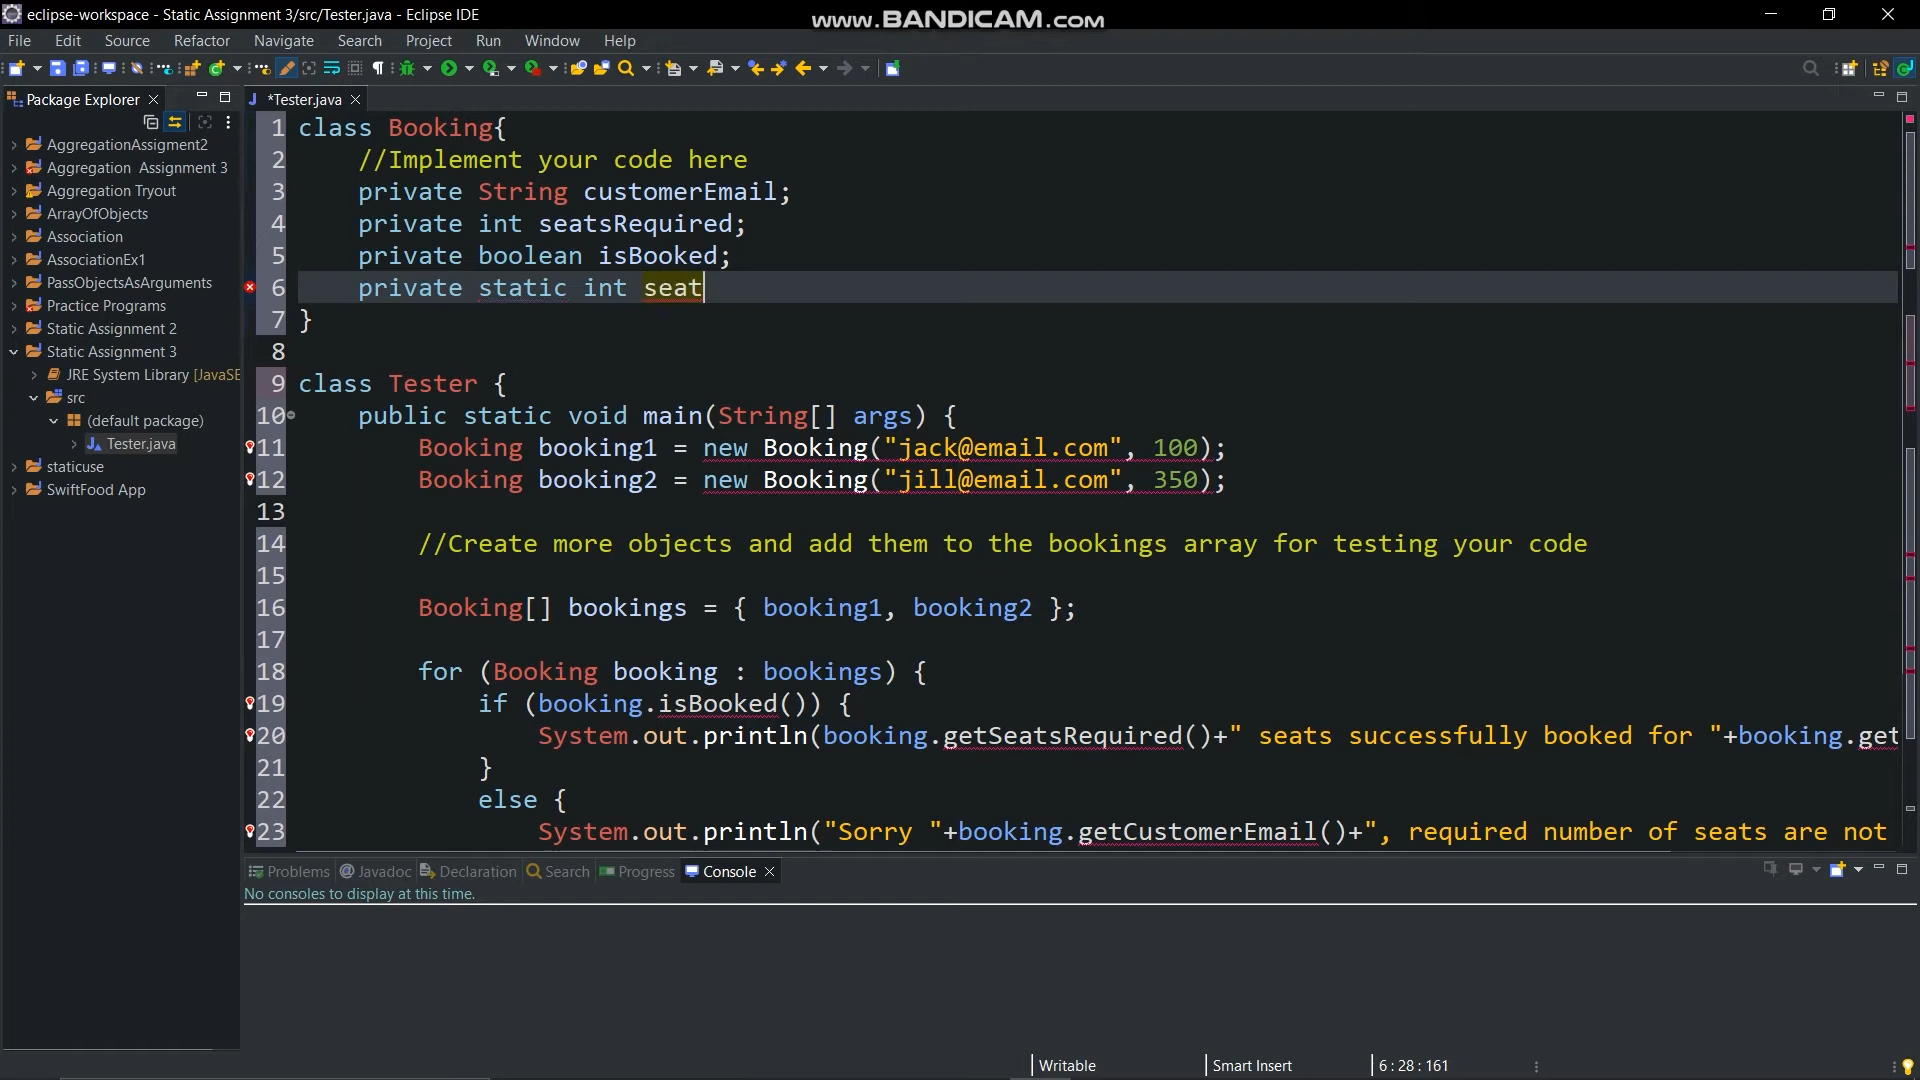 eclipse-workspace - Static Assignment 3/src/Tester.java - Eclipse IDE
www.BANDICAM.com
File Edit Source Refactor Navigate Search Project Run Window Help
Package Explorer
*Tester.java
AggregationAssigment2
Aggregation Assignment 3
Aggregation Tryout
ArrayOfObjects
Association
AssociationEx1
PassObjectsAsArguments
Practice Programs
Static Assignment 2
Static Assignment 3
JRE System Library [JavaSE
src
(default package)
Tester.java
staticuse
SwiftFood App
1 class Booking{
2 //Implement your code here
3 private String customerEmail;
4 private int seatsRequired;
5 private boolean isBooked;
6 private static int seat
7 }
8
9 class Tester {
10 public static void main(String[] args) {
11 Booking booking1 = new Booking("jack@email.com", 100);
12 Booking booking2 = new Booking("jill@email.com", 350);
13
14 //Create more objects and add them to the bookings array for testing your code
15
16 Booking[] bookings = { booking1, booking2 };
17
18 for (Booking booking : bookings) {
19 if (booking.isBooked()) {
20 System.out.println(booking.getSeatsRequired()+" seats successfully booked for "+booking.get
21 }
22 else {
23 System.out.println("Sorry "+booking.getCustomerEmail()+", required number of seats are not
Problems Javadoc Declaration Search Progress Console
No consoles to display at this time.
Writable Smart Insert 6 : 28 : 161